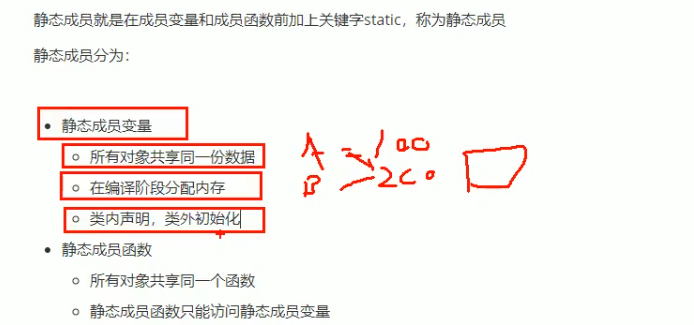 静态成员就是在成员变量和成员函数前加上关键字static，称为静态成员
静态成员分为：
静态成员变量
所有对象共享同一份数据
A 100
在编译阶段分配内存
B 200
类内声明，类外初始化
静态成员函数
所有对象共享同一个函数
静态成员函数只能访问静态成员变量